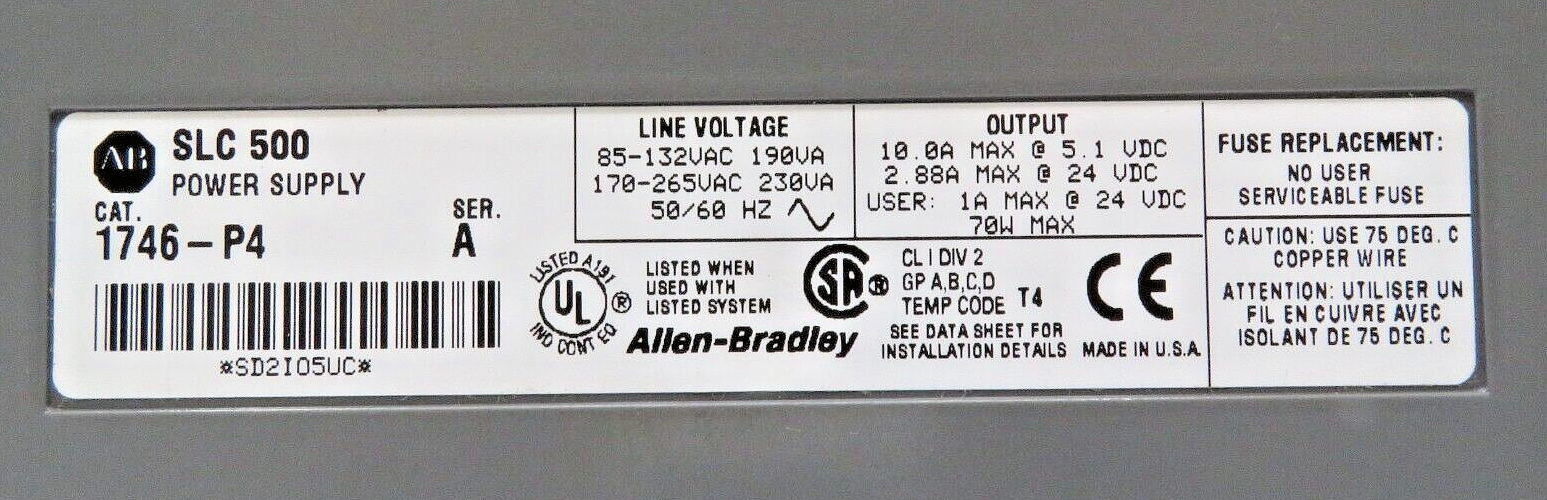 AB
SLC 500
POWER SUPPLY
CAT.
SER.
1746-P4
A
*SD2I05UC*
LINE VOLTAGE
85-132VAC 190VA
170-265VAC 230VA
50/60 HZ
OUTPUT
10.0A MAX @ 5.1 VDC
2.88A MAX @ 24 VDC
USER: 1A MAX @ 24 VDC
70W MAX
FUSE REPLACEMENT:
NO USER
SERVICEABLE FUSE
LISTED A191
UL ®
IND CONT EQ
LISTED WHEN
USED WITH
LISTED SYSTEM
Allen-Bradley
SA ®
CL I DIV 2
GP A,B,C,D
TEMP CODE T4
SEE DATA SHEET FOR
INSTALLATION DETAILS
CE
MADE IN U.S.A.
CAUTION: USE 75 DEG. C
COPPER WIRE
ATTENTION: UTILISER UN
FIL EN CUIVRE AVEC
ISOLANT DE 75 DEG. C